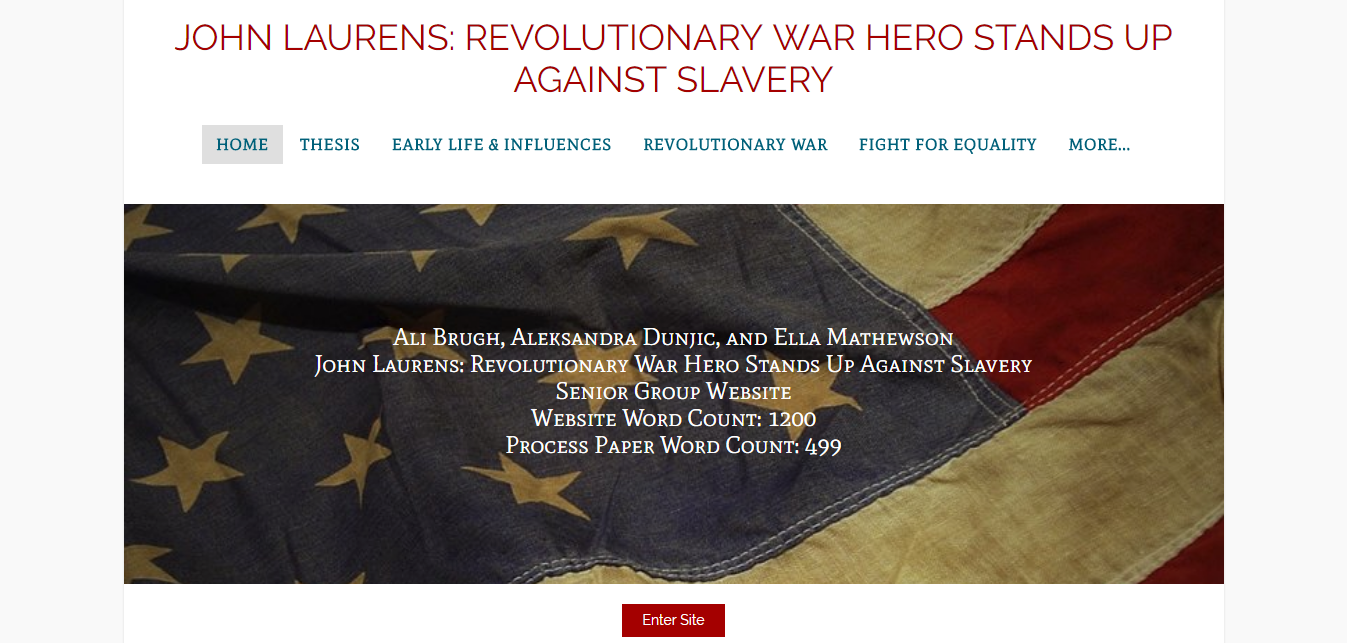 JOHN LAURENS: REVOLUTIONARY WAR HERO STANDS UP
AGAINST SLAVERY
HOME THESIS EARLY LIFE & INFLUENCES REVOLUTIONARY WAR FIGHT FOR EQUALITY MORE...
Ali Brugh, Aleksandra Dunjic, and Ella Mathewson
John Laurens: Revolutionary War Hero Stands Up Against Slavery
Senior Group Website
Website Word Count: 1200
Process Paper Word Count: 499
Enter Site